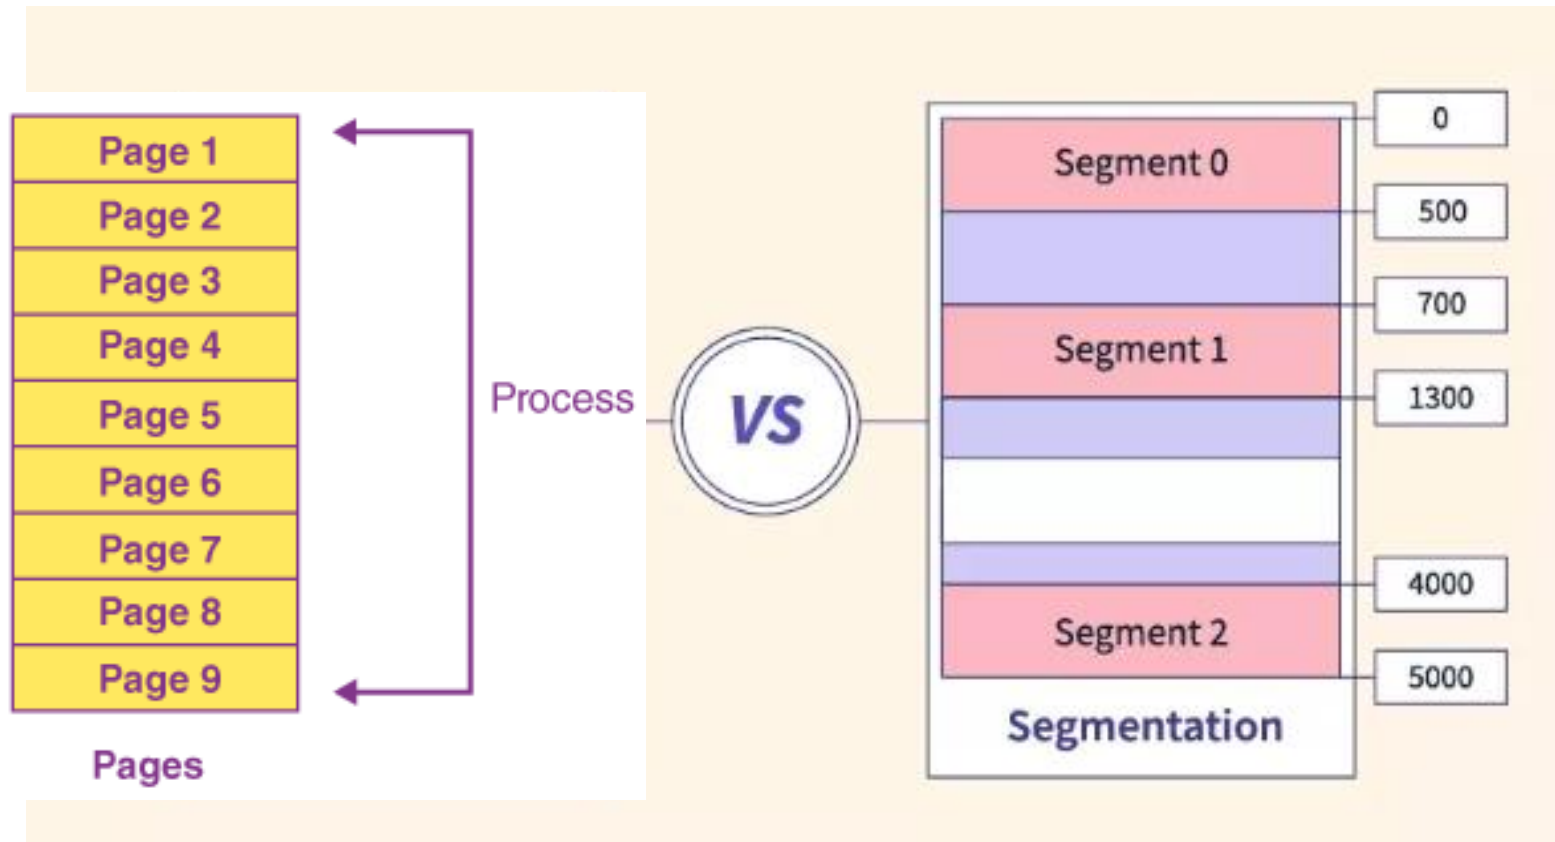 Page 1
Page 2
Page 3
Page 4
Page 5
Page 6
Page 7
Page 8
Page 9
Pages
Process
VS
Segment 0
Segment 1
Segment 2
Segmentation
0
500
700
1300
4000
5000